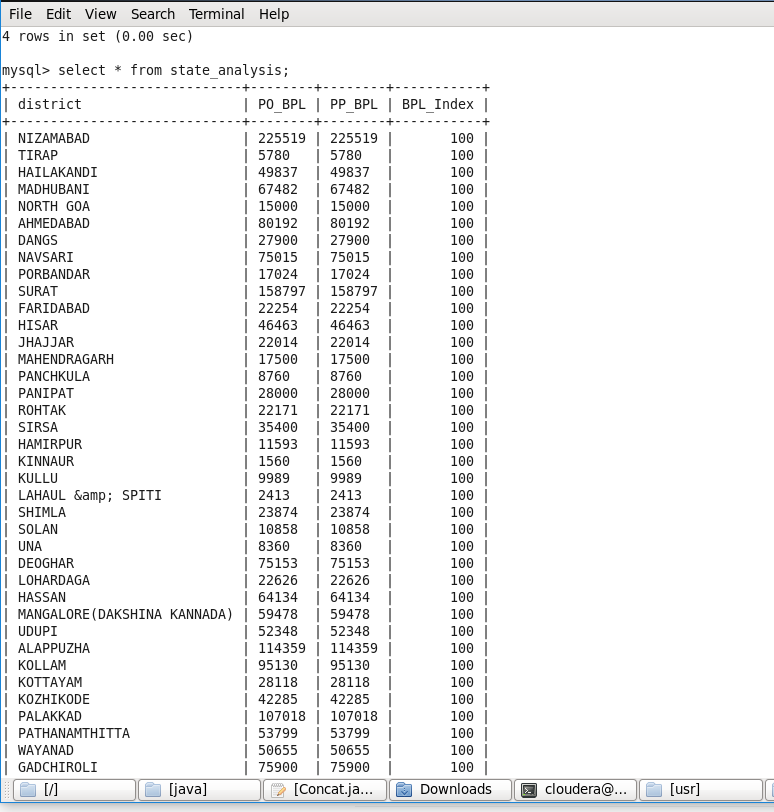 File Edit View Search Terminal Help
4 rows in set (0.00 sec)
mysql> select * from state_analysis;
+-----------------------------+--------+--------+-----------+
| district                    | PO_BPL | PP_BPL | BPL_Index |
+-----------------------------+--------+--------+-----------+
| NIZAMABAD                   | 225519 | 225519 |       100 |
| TIRAP                       | 5780   | 5780   |       100 |
| HAILAKANDI                  | 49837  | 49837  |       100 |
| MADHUBANI                   | 67482  | 67482  |       100 |
| NORTH GOA                   | 15000  | 15000  |       100 |
| AHMEDABAD                   | 80192  | 80192  |       100 |
| DANGS                       | 27900  | 27900  |       100 |
| NAVSARI                     | 75015  | 75015  |       100 |
| PORBANDAR                   | 17024  | 17024  |       100 |
| SURAT                       | 158797 | 158797 |       100 |
| FARIDABAD                   | 22254  | 22254  |       100 |
| HISAR                       | 46463  | 46463  |       100 |
| JHAJJAR                     | 22014  | 22014  |       100 |
| MAHENDRAGARH                | 17500  | 17500  |       100 |
| PANCHKULA                   | 8760   | 8760   |       100 |
| PANIPAT                     | 28000  | 28000  |       100 |
| ROHTAK                      | 22171  | 22171  |       100 |
| SIRSA                       | 35400  | 35400  |       100 |
| HAMIRPUR                    | 11593  | 11593  |       100 |
| KINNAUR                     | 1560   | 1560   |       100 |
| KULLU                       | 9989   | 9989   |       100 |
| LAHAUL &amp; SPITI          | 2413   | 2413   |       100 |
| SHIMLA                      | 23874  | 23874  |       100 |
| SOLAN                       | 10858  | 10858  |       100 |
| UNA                         | 8360   | 8360   |       100 |
| DEOGHAR                     | 75153  | 75153  |       100 |
| LOHARDAGA                   | 22626  | 22626  |       100 |
| HASSAN                      | 64134  | 64134  |       100 |
| MANGALORE(DAKSHINA KANNADA) | 59478  | 59478  |       100 |
| UDUPI                       | 52348  | 52348  |       100 |
| ALAPPUZHA                   | 114359 | 114359 |       100 |
| KOLLAM                      | 95130  | 95130  |       100 |
| KOTTAYAM                    | 28118  | 28118  |       100 |
| KOZHIKODE                   | 42285  | 42285  |       100 |
| PALAKKAD                    | 107018 | 107018 |       100 |
| PATHANAMTHITTA              | 53799  | 53799  |       100 |
| WAYANAD                     | 50655  | 50655  |       100 |
| GADCHIROLI                  | 75900  | 75900  |       100 |
[/] [java] [Concat.ja... Downloads cloudera@... [usr]